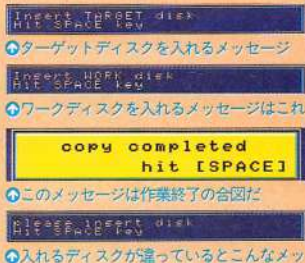 Insert TARGET disk
Hit SPACE key
ターゲットディスクを入れるメッセージ
Insert WORK disk
Hit SPACE key
ワークディスクを入れるメッセージはこれ
copy completed
hit [SPACE]
このメッセージは作業終了の合図だ
please insert disk
Hit SPACE key
入れるディスクが違っているとこんなメッ